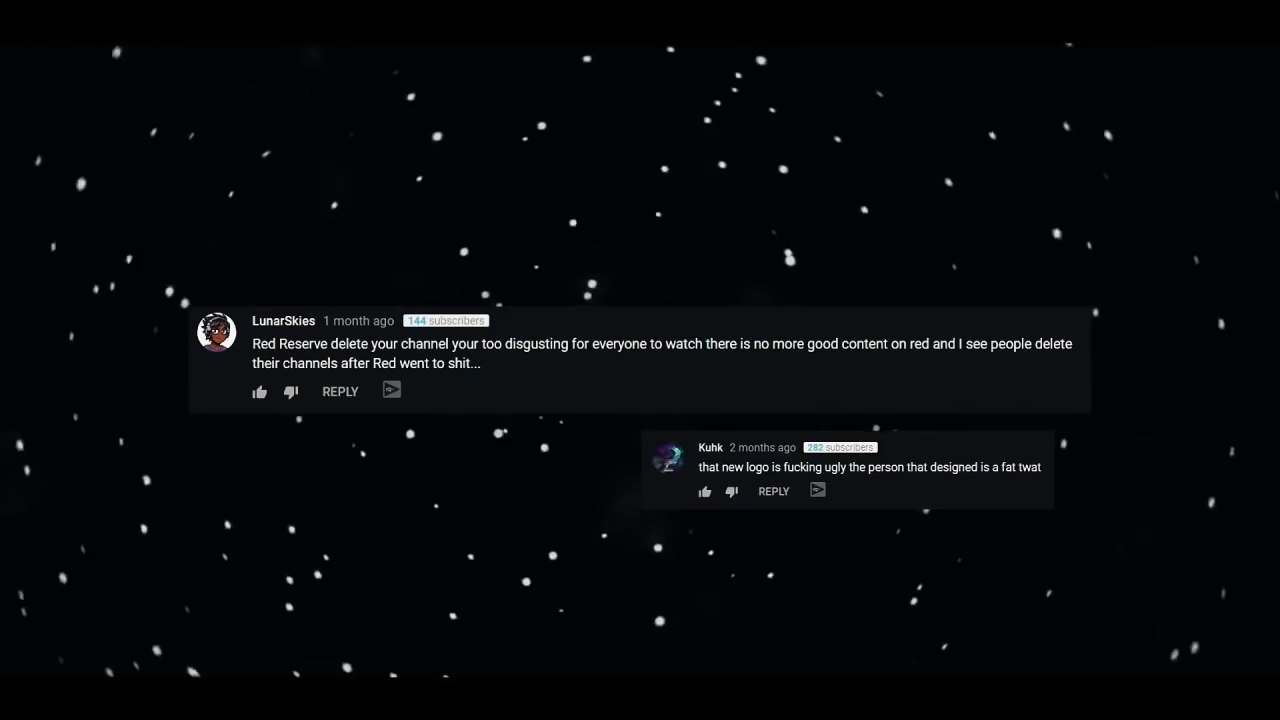 LunarSkies 1 month ago 144 subscribers
Red Reserve delete your channel your too disgusting for everyone to watch there is no more good content on red and I see people delete
their channels after Red went to shit...
REPLY
Kuhk 2 months ago 282 subscribers
that new logo is fucking ugly the person that designed is a fat twat
REPLY